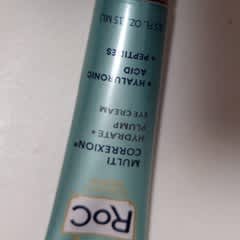 RoC
MULTI
CORREXION®
HYDRATE +
PLUMP
EYE CREAM
+ HYALURONIC
ACID
+ PEPTIDES
0.5 FL. OZ. (15 ML)